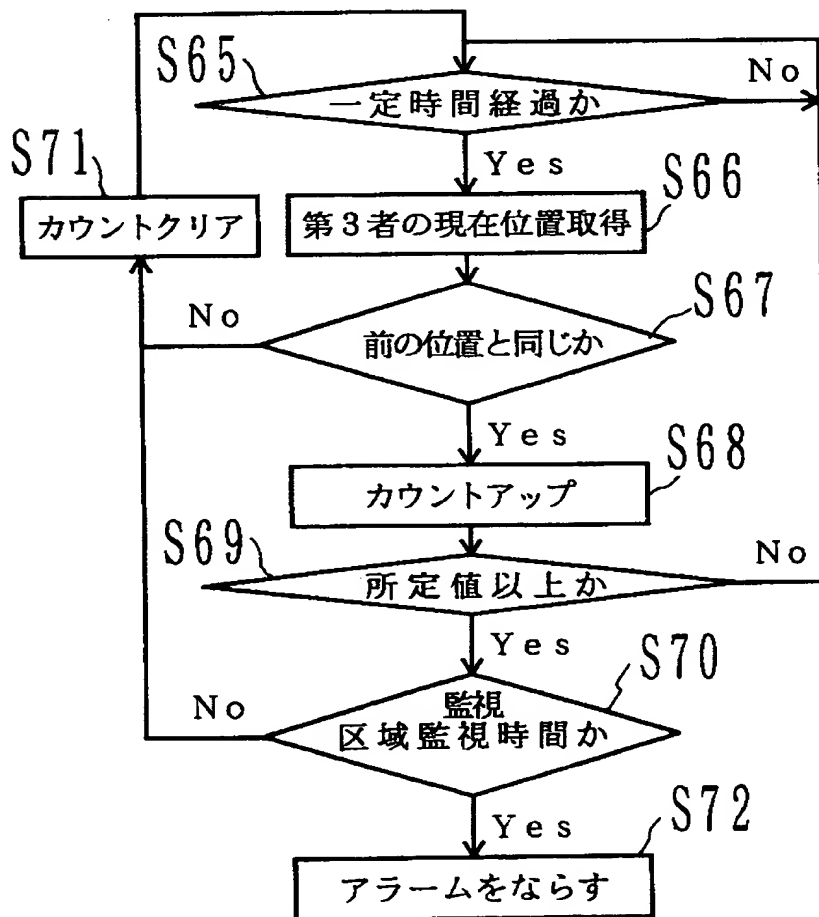 S65
一定時間経過か
No
Yes
S71
カウントクリア
S66
第3者の現在位置取得
S67
前の位置と同じか
No
Yes
S68
カウントアップ
S69
所定値以上か
No
Yes
S70
監視
区域監視時間か
No
Yes
S72
アラームをならす